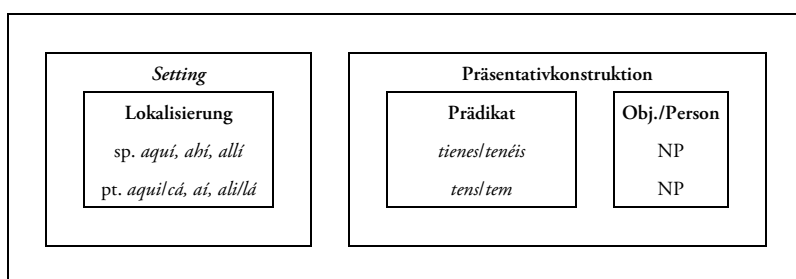 Setting
Präsentativkonstruktion
Lokalisierung
sp. aquí, ahí, allí
pt. aqui/cá, aí, ali/lá
Prädikat
tienes/tenéis
tens/tem
Obj./Person
NP
NP